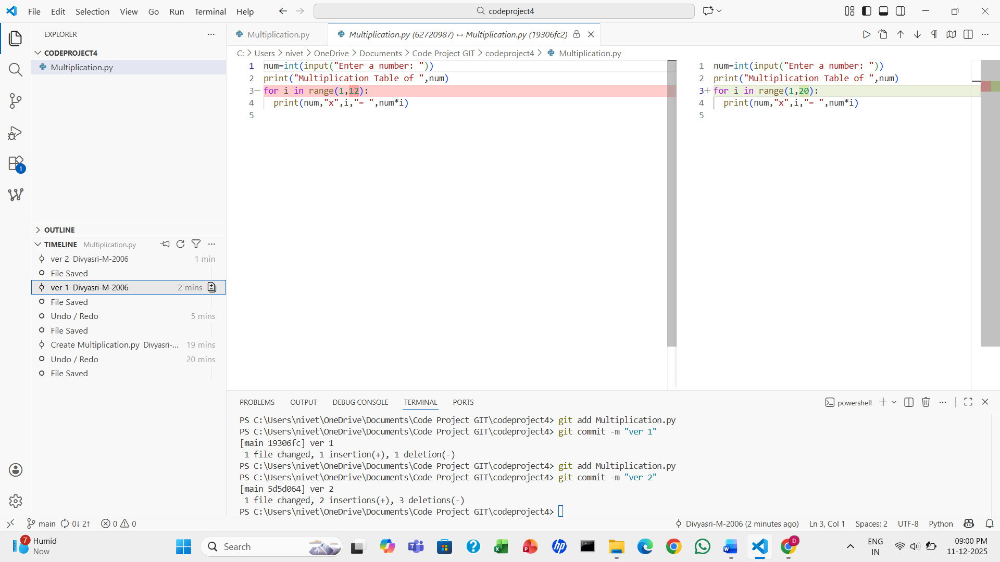 File Edit Selection View Go Run Terminal Help
codeproject4
EXPLORER
CODEPROJECT4
Multiplication.py
OUTLINE
TIMELINE Multiplication.py
ver 2 Divyasri-M-2006 1 min
File Saved
ver 1 Divyasri-M-2006 2 mins
File Saved
Undo / Redo 5 mins
File Saved
Create Multiplication.py Divyasri-... 19 mins
Undo / Redo 20 mins
File Saved
1
Multiplication.py
Multiplication.py (62720987) ↔ Multiplication.py (19306fc2)
C: > Users > nivet > OneDrive > Documents > Code Project GIT > codeproject4 > Multiplication.py
1 num=int(input("Enter a number: "))
2 print("Multiplication Table of ",num)
3− for i in range(1,12):
4 print(num,"x",i,"= ",num*i)
5
1 num=int(input("Enter a number: "))
2 print("Multiplication Table of ",num)
3+ for i in range(1,20):
4 print(num,"x",i,"= ",num*i)
5
PROBLEMS OUTPUT DEBUG CONSOLE TERMINAL PORTS
powershell
PS C:\Users\nivet\OneDrive\Documents\Code Project GIT\codeproject4> git add Multiplication.py
PS C:\Users\nivet\OneDrive\Documents\Code Project GIT\codeproject4> git commit -m "ver 1"
[main 19306fc] ver 1
1 file changed, 1 insertion(+), 1 deletion(-)
PS C:\Users\nivet\OneDrive\Documents\Code Project GIT\codeproject4> git add Multiplication.py
PS C:\Users\nivet\OneDrive\Documents\Code Project GIT\codeproject4> git commit -m "ver 2"
[main 5d5d064] ver 2
1 file changed, 2 insertions(+), 3 deletions(-)
PS C:\Users\nivet\OneDrive\Documents\Code Project GIT\codeproject4>
main 0↓ 2↑ 0 0
Divyasri-M-2006 (2 minutes ago) Ln 3, Col 1 Spaces: 2 UTF-8 Python
7
Humid
Now
Search
P
hp
W
D
ENG
IN
09:00 PM
11-12-2025